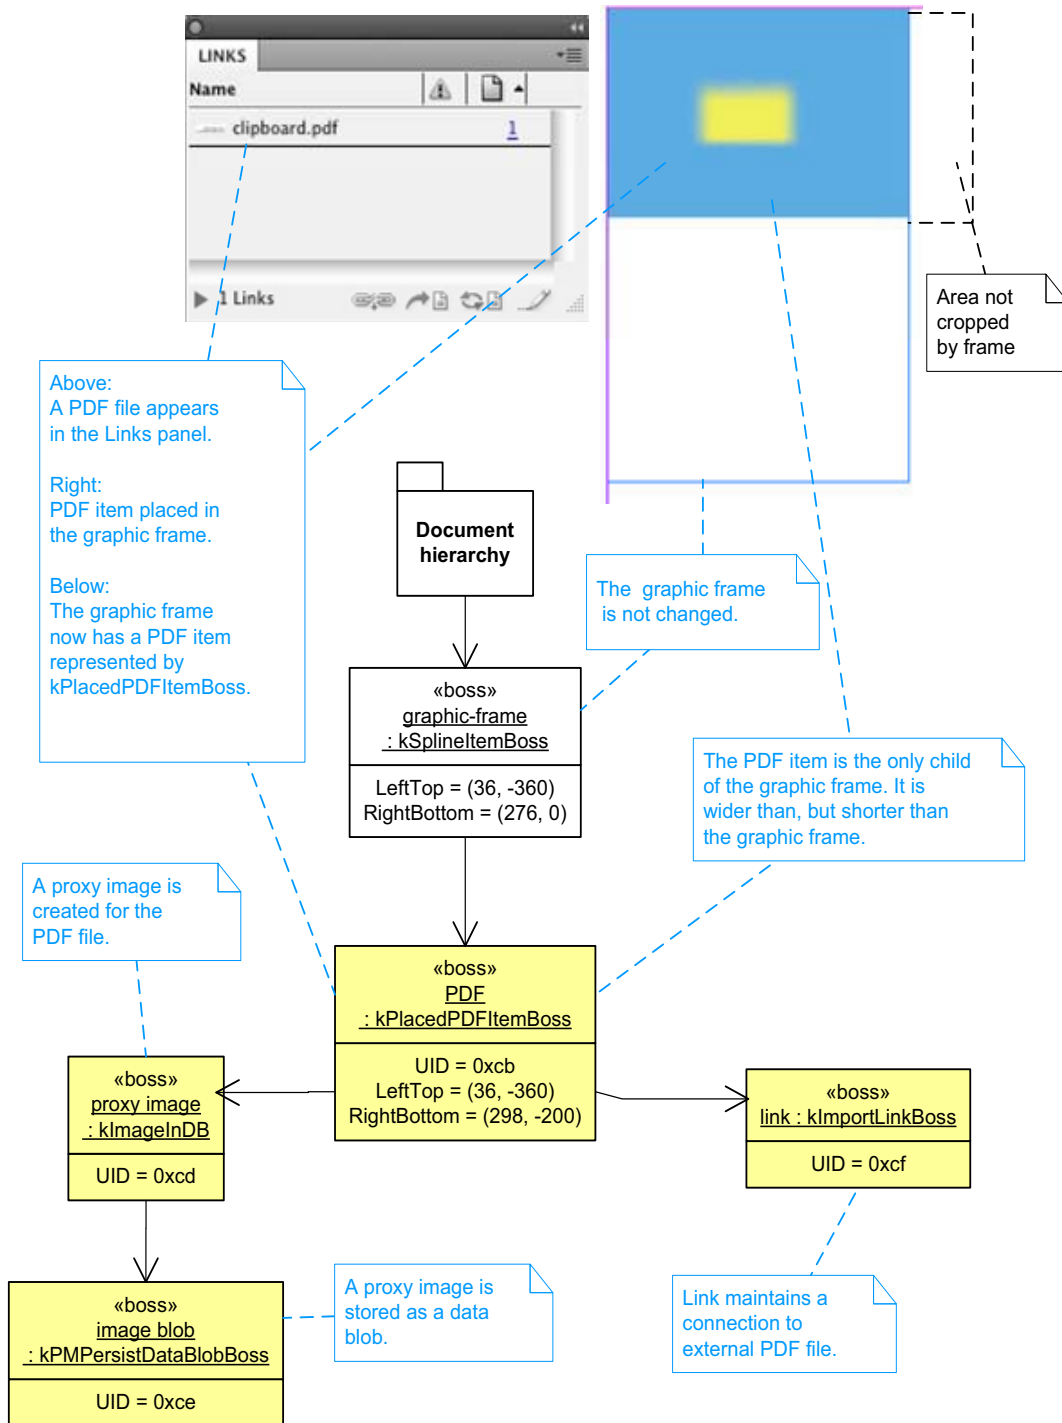 LINKS
Name
clipboard.pdf 1
1 Links
Area not
cropped
by frame
Above:
A PDF file appears
in the Links panel.
Right:
PDF item placed in
the graphic frame.
Below:
The graphic frame
now has a PDF item
represented by
kPlacedPDFItemBoss.
Document
hierarchy
The graphic frame
is not changed.
«boss»
graphic-frame
: kSplineItemBoss
LeftTop = (36, -360)
RightBottom = (276, 0)
The PDF item is the only child
of the graphic frame. It is
wider than, but shorter than
the graphic frame.
A proxy image is
created for the
PDF file.
«boss»
PDF
: kPlacedPDFItemBoss
UID = 0xcb
LeftTop = (36, -360)
RightBottom = (298, -200)
«boss»
proxy image
: kImageInDB
UID = 0xcd
«boss»
link : kImportLinkBoss
UID = 0xcf
«boss»
image blob
: kPMPersistDataBlobBoss
UID = 0xce
A proxy image is
stored as a data
blob.
Link maintains a
connection to
external PDF file.